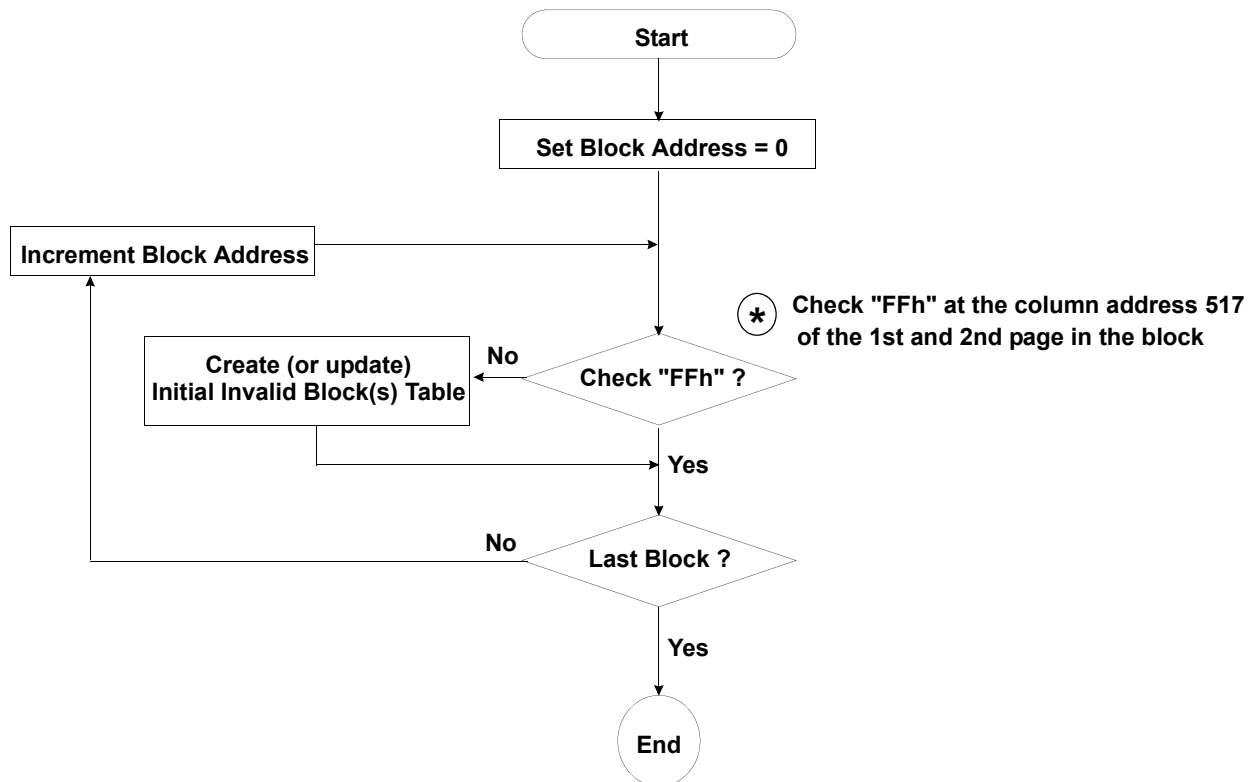 Start
Set Block Address = 0
Increment Block Address
* Check "FFh" at the column address 517
of the 1st and 2nd page in the block
Create (or update)
Initial Invalid Block(s) Table
No
Check "FFh" ?
Yes
No
Last Block ?
Yes
End